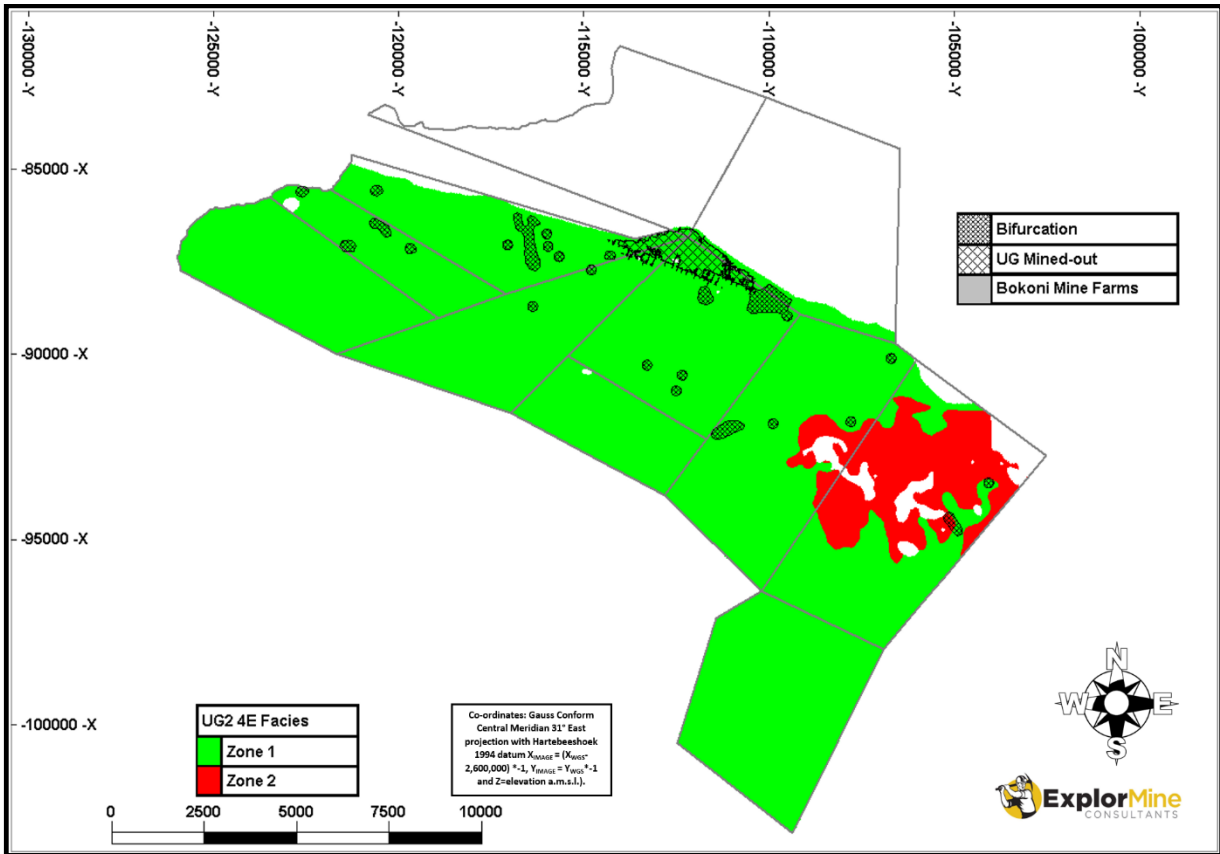 -130000 -Y
-125000 -Y
-120000 -Y
-115000 -Y
-110000 -Y
-105000 -Y
-100000 -Y
-85000 -X
-90000 -X
-95000 -X
-100000 -X
Bifurcation
UG Mined-out
Bokoni Mine Farms
UG2 4E Facies
Zone 1
Zone 2
Co-ordinates: Gauss Conform
Central Meridian 31° East
projection with Hartebeeshoek
1994 datum XIMAGE = (XWGS-
2,600,000) *-1, YIMAGE = YWGS*-1
and Z=elevation a.m.s.l.).
0 2500 5000 7500 10000
N
W E
S
ExplorMine
CONSULTANTS